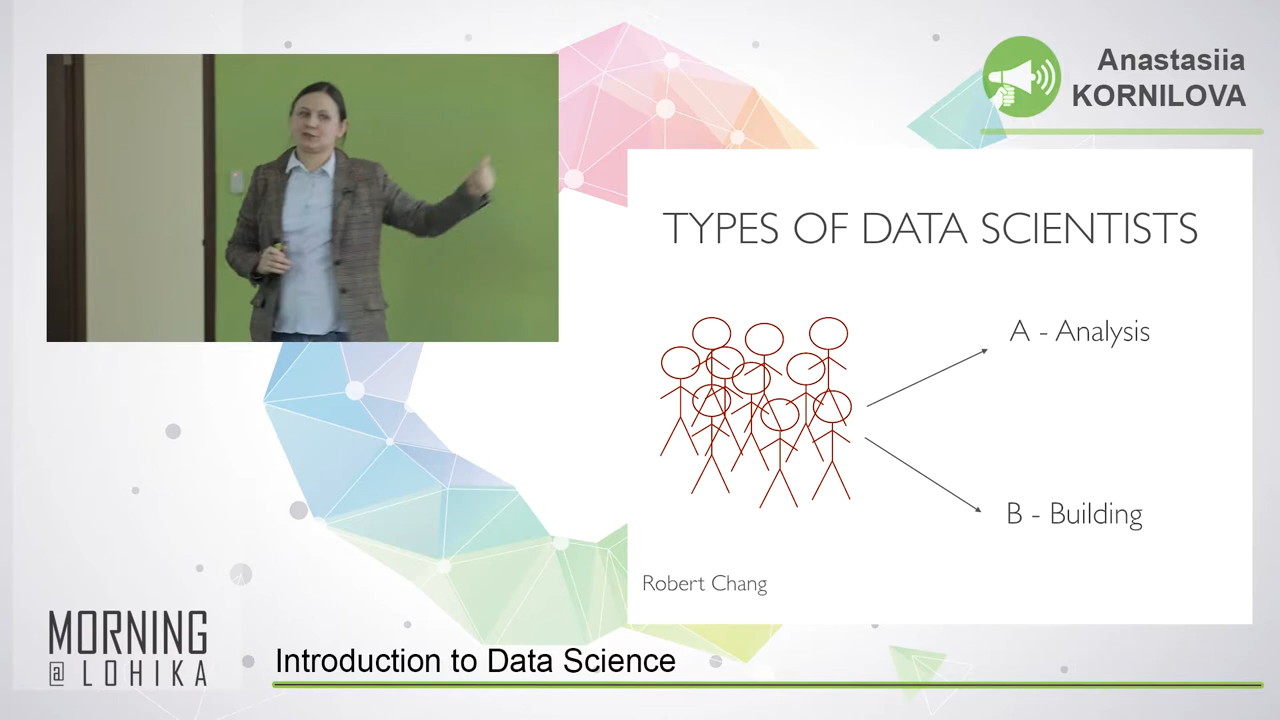 Anastasiia
KORNILOVA
TYPES OF DATA SCIENTISTS
A - Analysis
B - Building
Robert Chang
MORNING
@ LOHIKA
Introduction to Data Science